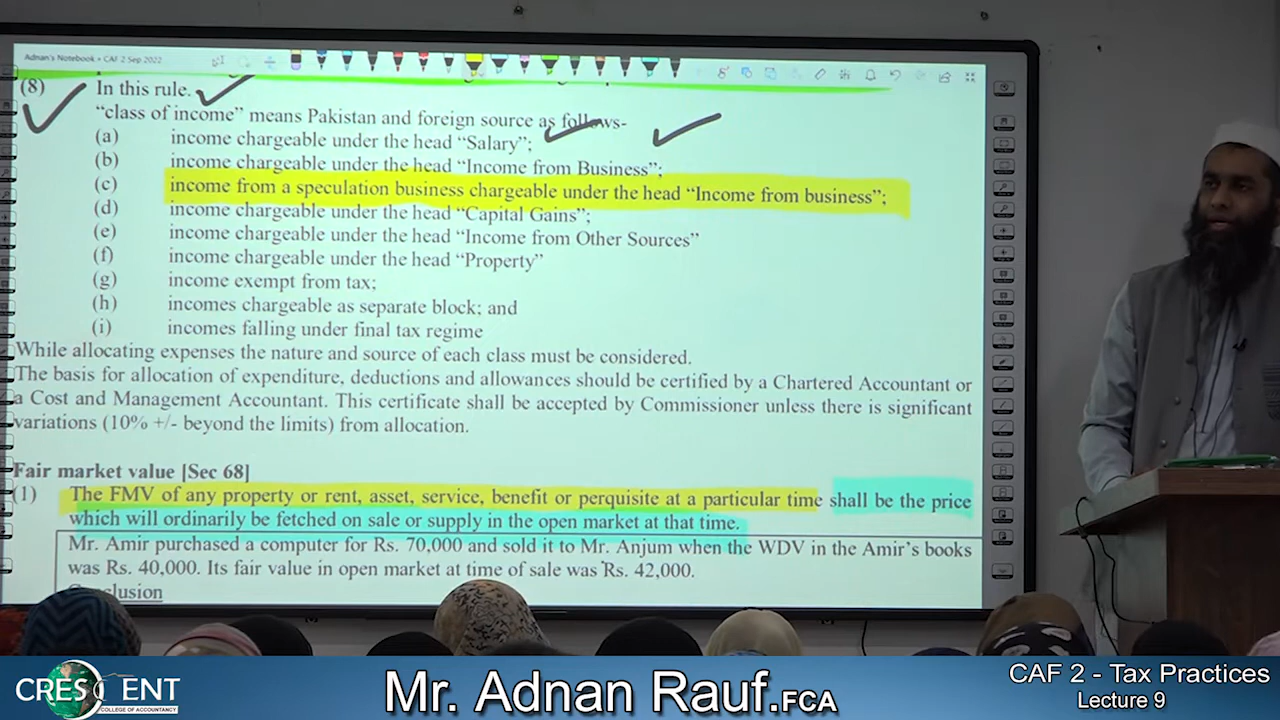 Adnan's Notebook • CAF 2 Sep 2022
(8) In this rule.
“class of income” means Pakistan and foreign source as follows-
(a) income chargeable under the head “Salary”;
(b) income chargeable under the head “Income from Business”;
(c) income from a speculation business chargeable under the head “Income from business”;
(d) income chargeable under the head “Capital Gains”;
(e) income chargeable under the head “Income from Other Sources”
(f) income chargeable under the head “Property”
(g) income exempt from tax;
(h) incomes chargeable as separate block; and
(i) incomes falling under final tax regime
While allocating expenses the nature and source of each class must be considered.
The basis for allocation of expenditure, deductions and allowances should be certified by a Chartered Accountant or
a Cost and Management Accountant. This certificate shall be accepted by Commissioner unless there is significant
variations (10% +/- beyond the limits) from allocation.
Fair market value [Sec 68]
(1) The FMV of any property or rent, asset, service, benefit or perquisite at a particular time shall be the price
which will ordinarily be fetched on sale or supply in the open market at that time.
Mr. Amir purchased a computer for Rs. 70,000 and sold it to Mr. Anjum when the WDV in the Amir’s books
was Rs. 40,000. Its fair value in open market at time of sale was Rs. 42,000.
CRESCENT
COLLEGE OF ACCOUNTANCY
Mr. Adnan Rauf.FCA
CAF 2 - Tax Practices
Lecture 9